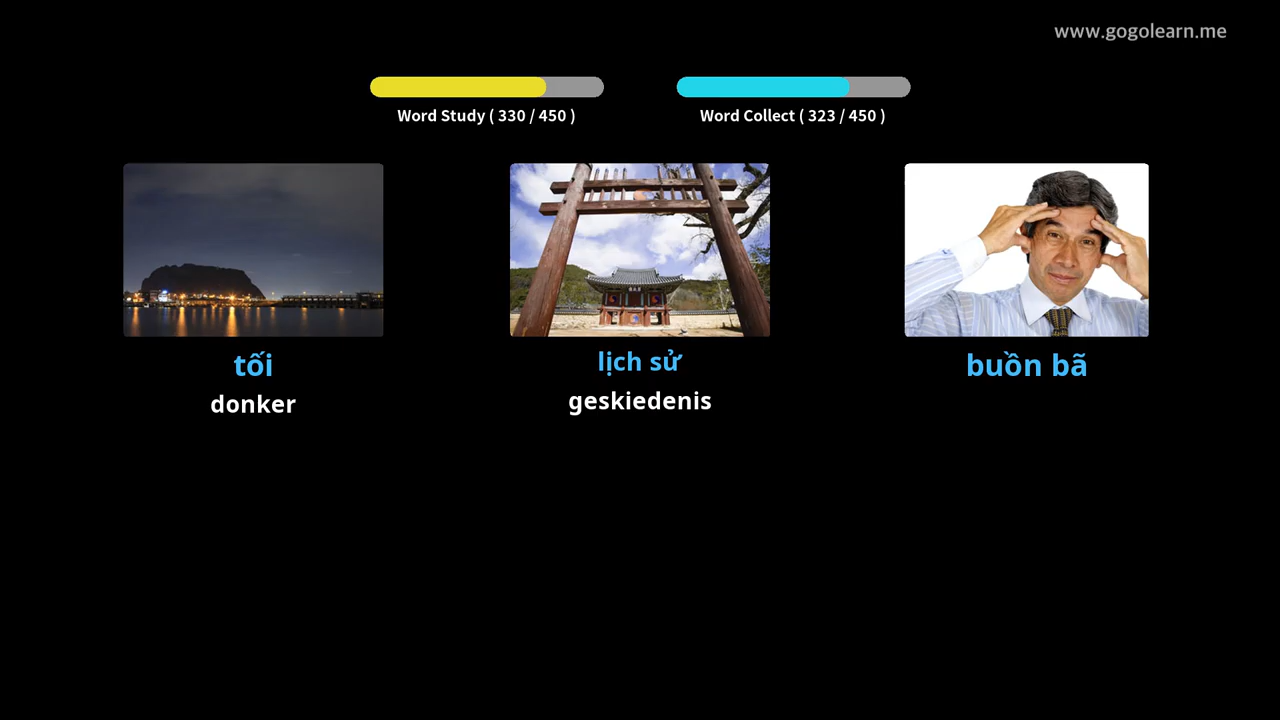 www.gogolearn.me
Word Study ( 330 / 450 )
Word Collect ( 323 / 450 )
tối
donker
lịch sử
geskiedenis
buồn bã